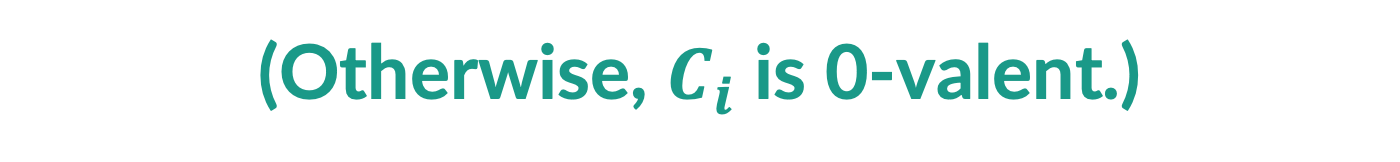 (Otherwise, C_i is 0-valent.)